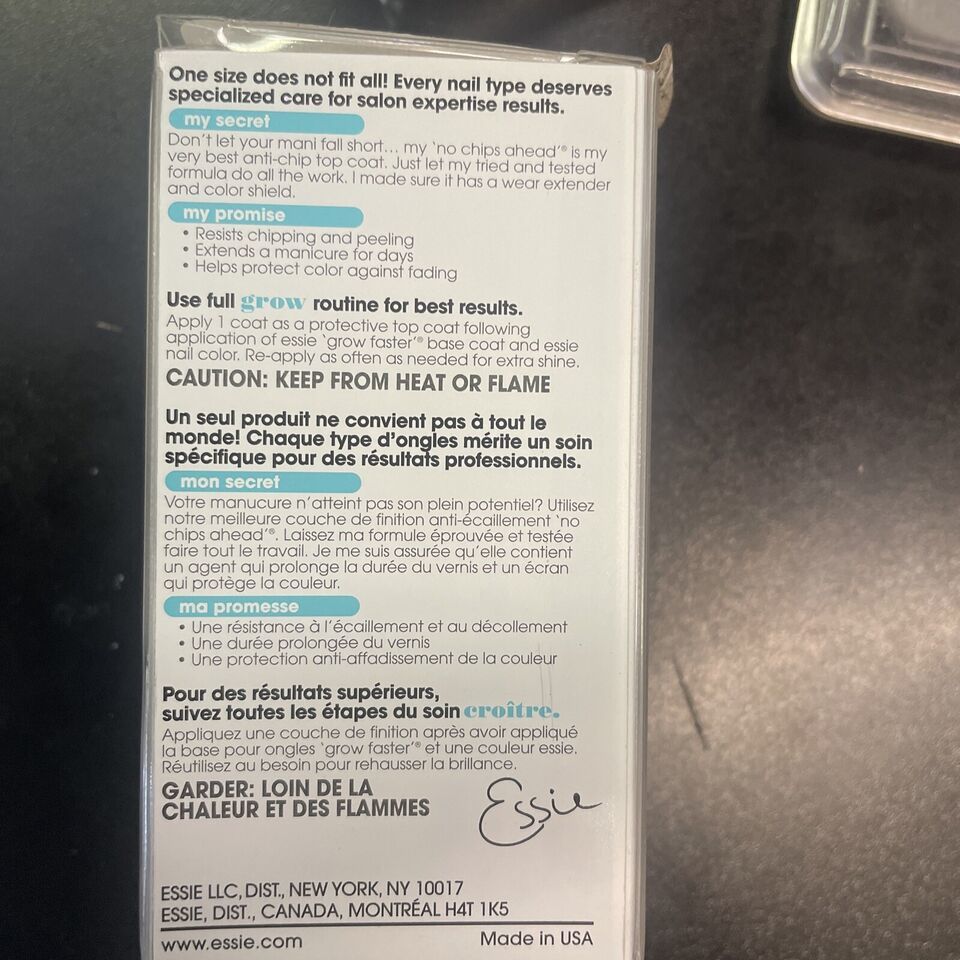 One size does not fit all! Every nail type deserves
specialized care for salon expertise results.
my secret
Don't let your mani fall short... my 'no chips ahead'® is my
very best anti-chip top coat. Just let my tried and tested
formula do all the work. I made sure it has a wear extender
and color shield.
my promise
• Resists chipping and peeling
• Extends a manicure for days
• Helps protect color against fading
Use full grow routine for best results.
Apply 1 coat as a protective top coat following
application of essie 'grow faster'® base coat and essie
nail color. Re-apply as often as needed for extra shine.
CAUTION: KEEP FROM HEAT OR FLAME
Un seul produit ne convient pas à tout le
monde! Chaque type d'ongles mérite un soin
spécifique pour des résultats professionnels.
mon secret
Votre manucure n'atteint pas son plein potentiel? Utilisez
notre meilleure couche de finition anti-écaillement 'no
chips ahead'®. Laissez ma formule éprouvée et testée
faire tout le travail. Je me suis assurée qu'elle contient
un agent qui prolonge la durée du vernis et un écran
qui protège la couleur.
ma promesse
• Une résistance à l'écaillement et au décollement
• Une durée prolongée du vernis
• Une protection anti-affadissement de la couleur
Pour des résultats supérieurs,
suivez toutes les étapes du soin croître.
Appliquez une couche de finition après avoir appliqué
la base pour ongles 'grow faster'® et une couleur essie.
Réutilisez au besoin pour rehausser la brillance.
GARDER: LOIN DE LA
CHALEUR ET DES FLAMMES
Essie
ESSIE LLC, DIST., NEW YORK, NY 10017
ESSIE, DIST., CANADA, MONTRÉAL H4T 1K5
www.essie.com Made in USA